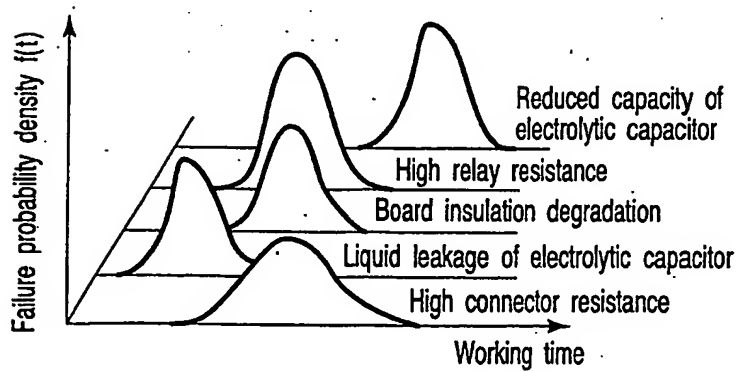 Failure probability density f(t)
Reduced capacity of
electrolytic capacitor
High relay resistance
Board insulation degradation
Liquid leakage of electrolytic capacitor
High connector resistance
Working time